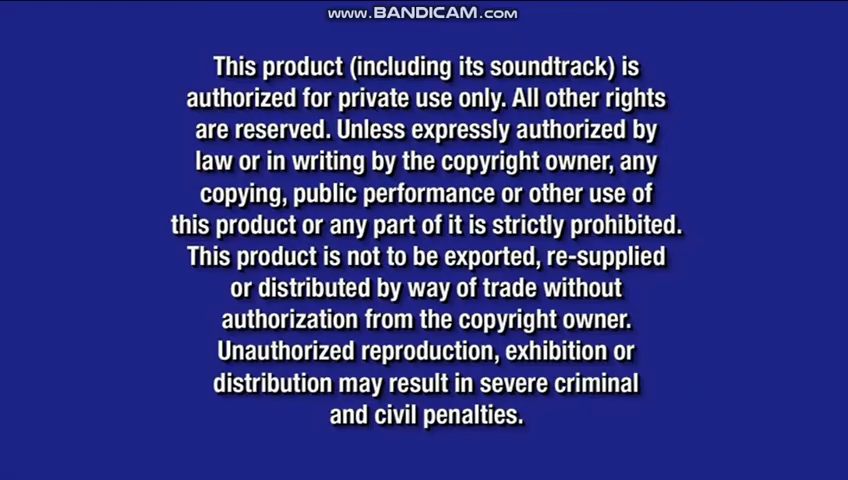 www.BANDICAM.com
This product (including its soundtrack) is
authorized for private use only. All other rights
are reserved. Unless expressly authorized by
law or in writing by the copyright owner, any
copying, public performance or other use of
this product or any part of it is strictly prohibited.
This product is not to be exported, re-supplied
or distributed by way of trade without
authorization from the copyright owner.
Unauthorized reproduction, exhibition or
distribution may result in severe criminal
and civil penalties.